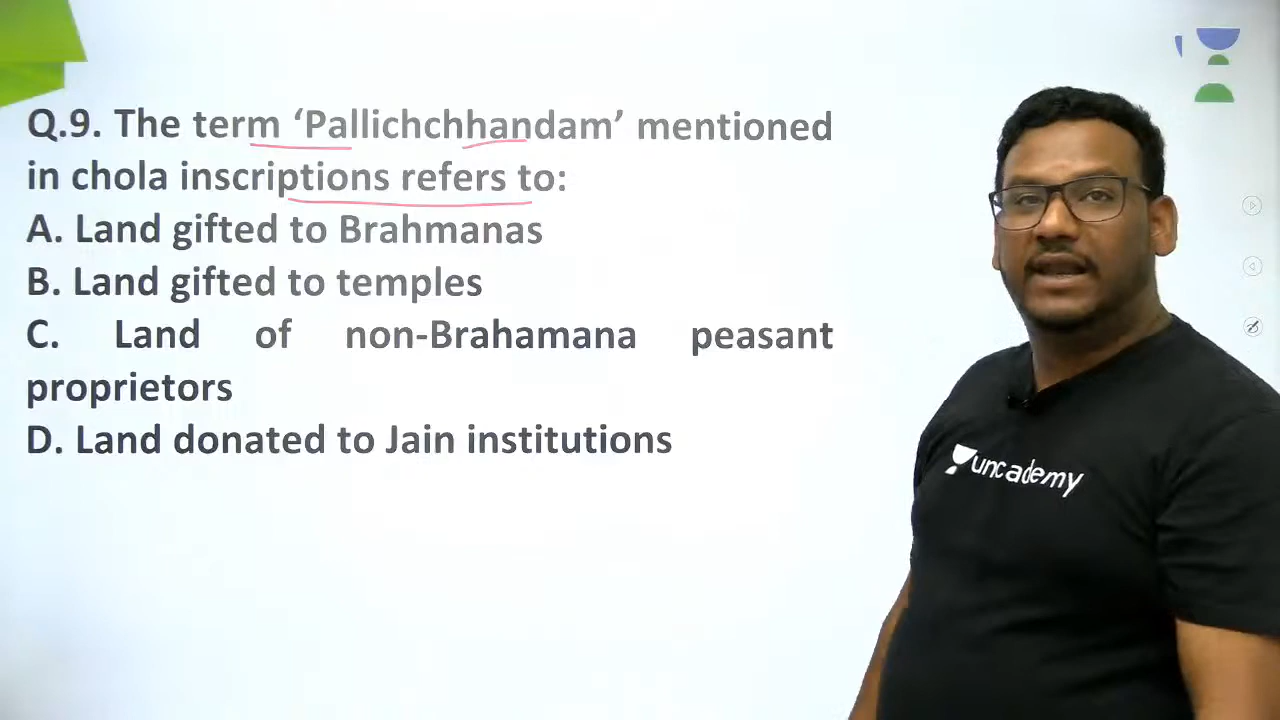 Q.9. The term ‘Pallichchhandam’ mentioned
in chola inscriptions refers to:
A. Land gifted to Brahmanas
B. Land gifted to temples
C. Land of non-Brahamana peasant
proprietors
D. Land donated to Jain institutions
unacademy